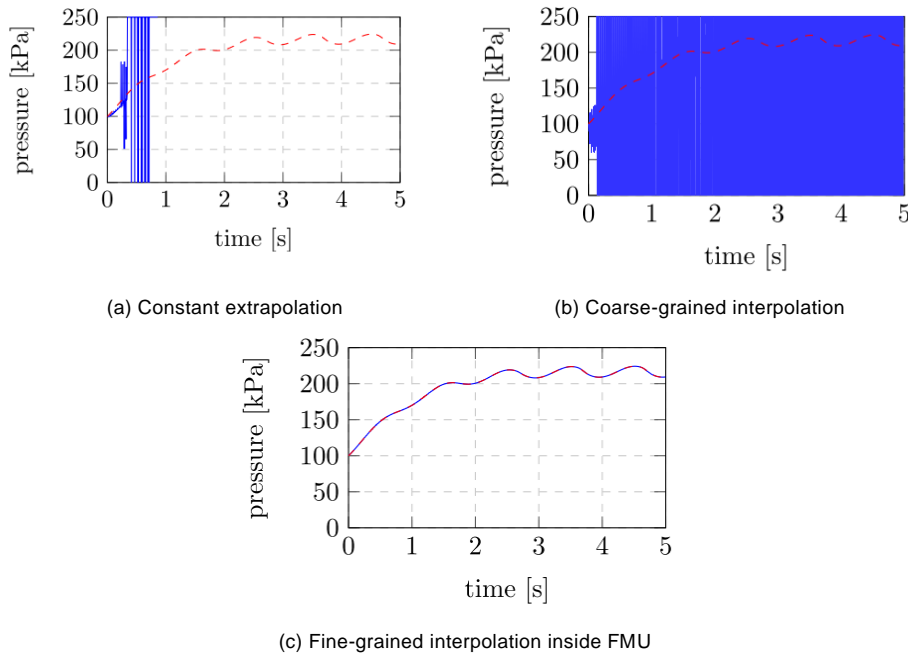 250
200
150
100
50
0
pressure [kPa]
0 1 2 3 4 5
time [s]
(a) Constant extrapolation
250
200
150
100
50
0
pressure [kPa]
0 1 2 3 4 5
time [s]
(b) Coarse-grained interpolation
250
200
150
100
50
0
pressure [kPa]
0 1 2 3 4 5
time [s]
(c) Fine-grained interpolation inside FMU